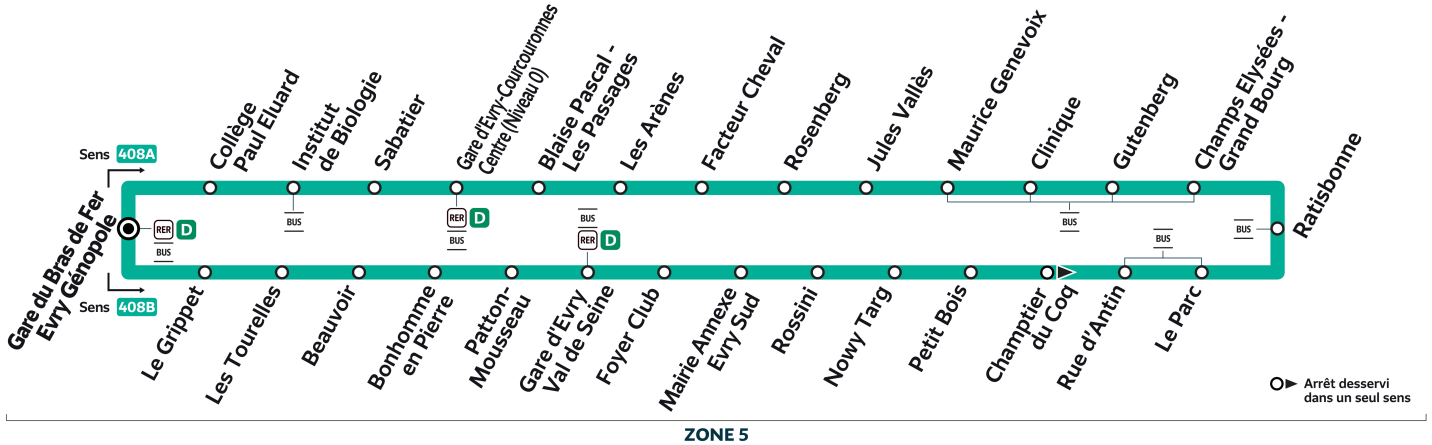 Sens 408A
Gare du Bras de Fer
Evry Génopole
RER D
BUS
Sens 408B
Collège
Paul Eluard
Institut
de Biologie
BUS
Sabatier
Gare d'Evry-Courcouronnes
Centre (Niveau 0)
RER D
BUS
Blaise Pascal -
Les Passages
Les Arènes
Facteur Cheval
Rosenberg
Jules Vallès
Maurice Genevoix
Clinique
Gutenberg
Champs Elysées -
Grand Bourg
BUS
Ratisbonne
BUS
Le Grippet
Les Tourelles
Beauvoir
Bonhomme
en Pierre
Patton-
Mousseau
BUS
RER D
Gare d'Evry
Val de Seine
Foyer Club
Mairie Annexe
Evry Sud
Rossini
Nowy Targ
Petit Bois
Champtier
du Coq
BUS
Rue d'Antin
Le Parc
Arrêt desservi
dans un seul sens
ZONE 5